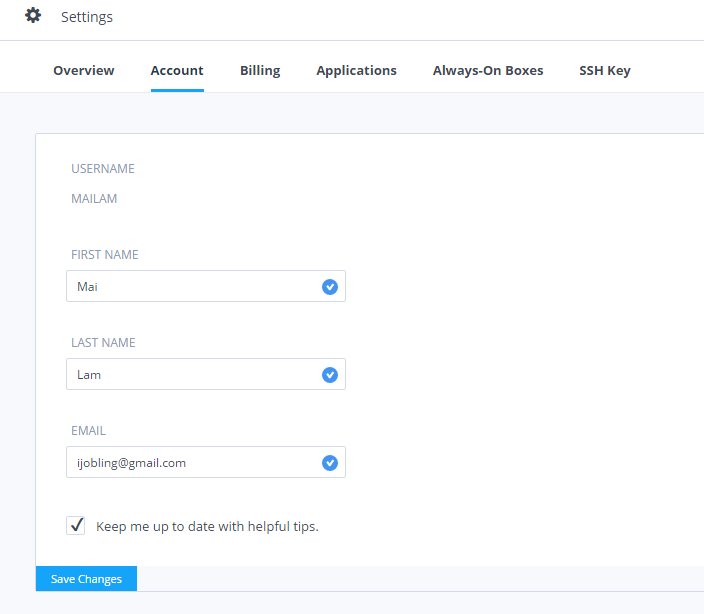 Settings
Overview Account Billing Applications Always-On Boxes SSH Key
USERNAME
MAILAM
FIRST NAME
Mai
LAST NAME
Lam
EMAIL
ijobling@gmail.com
Keep me up to date with helpful tips.
Save Changes